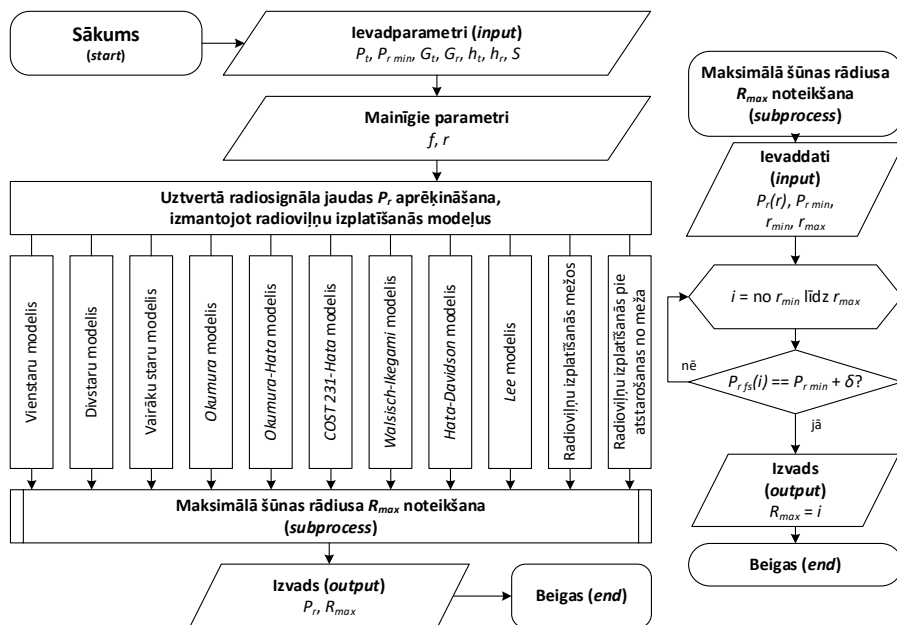 Sākums
(start)
Ievadparametri (input)
Pt, Pr min, Gt, Gr, ht, hr, S
Mainīgie parametri
f, r
Uztvertā radiosignāla jaudas Pr aprēķināšana,
izmantojot radioviļņu izplatīšanās modeļus
Vienstaru modelis
Divstaru modelis
Vairāku staru modelis
Okumura modelis
Okumura-Hata modelis
COST 231-Hata modelis
Walsisch-Ikegami modelis
Hata-Davidson modelis
Lee modelis
Radioviļņu izplatīšanās mežos
Radioviļņu izplatīšanās pie
atstarošanas no meža
Maksimālā šūnas rādiusa Rmax noteikšana
(subprocess)
Izvads (output)
Pr, Rmax
Beigas (end)
Maksimālā šūnas rādiusa
Rmax noteikšana
(subprocess)
Ievaddati
(input)
Pr(r), Pr min,
rmin, rmax
i = no rmin līdz rmax
nē
Pr fs(i) == Pr min + δ?
jā
Izvads
(output)
Rmax = i
Beigas (end)